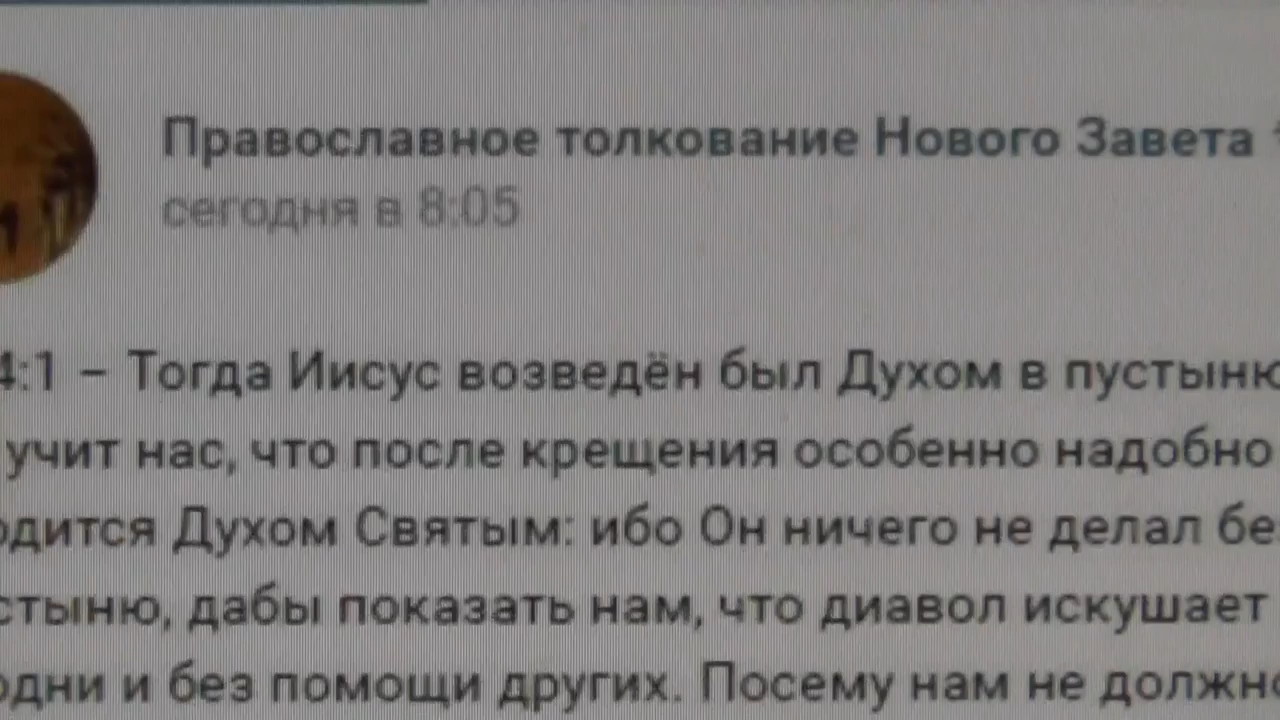 Православное толкование Нового Завета
сегодня в 8:05
4:1 – Тогда Иисус возведён был Духом в пустыню
учит нас, что после крещения особенно надобно
Духом Святым: ибо Он ничего не делал
дабы показать нам, что диавол искушает
и без помощи других. Посему нам не